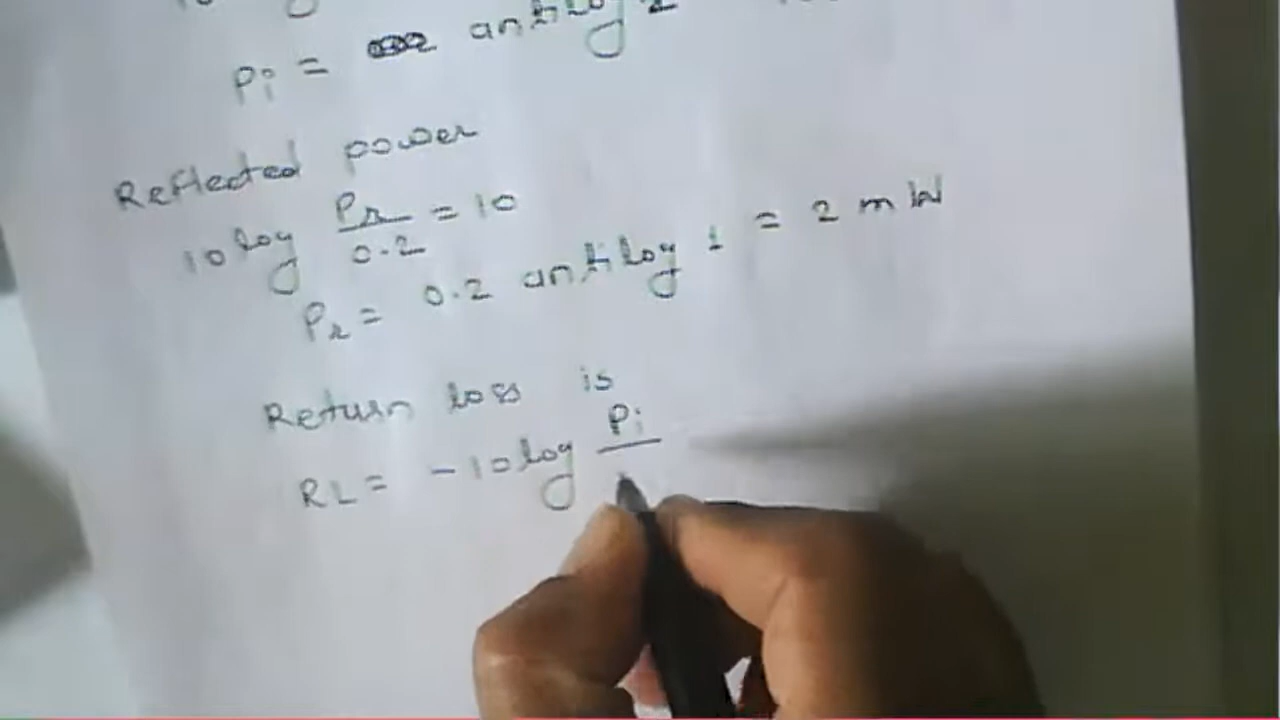 Pi = antilog 2
Reflected power
10 log Pr/0.2 = 10
Pr = 0.2 antilog 1 = 2 mW
Return loss is
RL = -10 log Pi